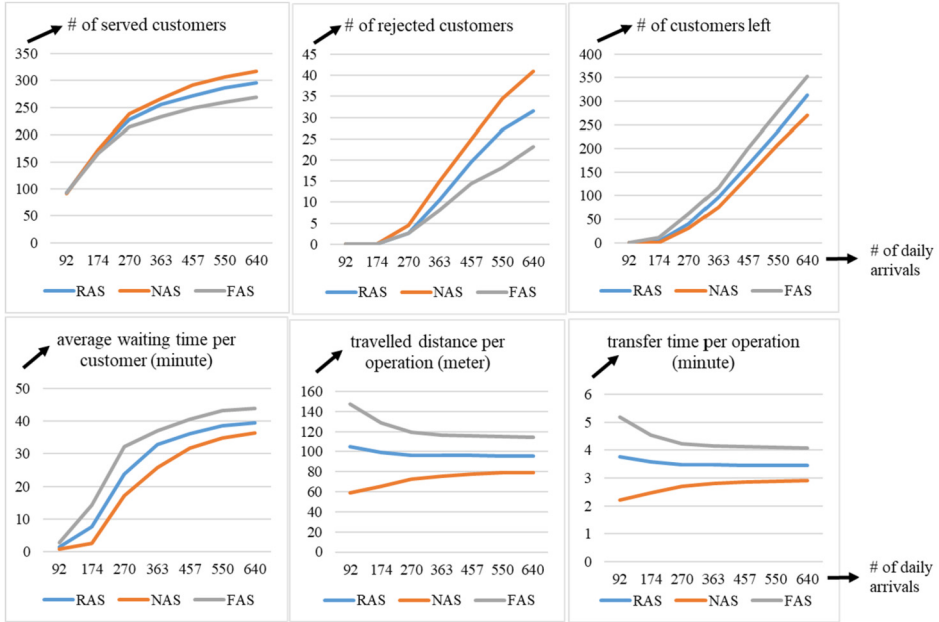 # of served customers
350
300
250
200
150
100
50
0
92 174 270 363 457 550 640
RAS NAS FAS
# of rejected customers
45
40
35
30
25
20
15
10
5
0
92 174 270 363 457 550 640
RAS NAS FAS
# of customers left
400
350
300
250
200
150
100
50
0
92 174 270 363 457 550 640
RAS NAS FAS
# of daily
arrivals
average waiting time per
customer (minute)
50
40
30
20
10
0
92 174 270 363 457 550 640
RAS NAS FAS
travelled distance per
operation (meter)
160
140
120
100
80
60
40
20
0
92 174 270 363 457 550 640
RAS NAS FAS
transfer time per operation
(minute)
6
5
4
3
2
1
0
92 174 270 363 457 550 640
RAS NAS FAS
# of daily
arrivals